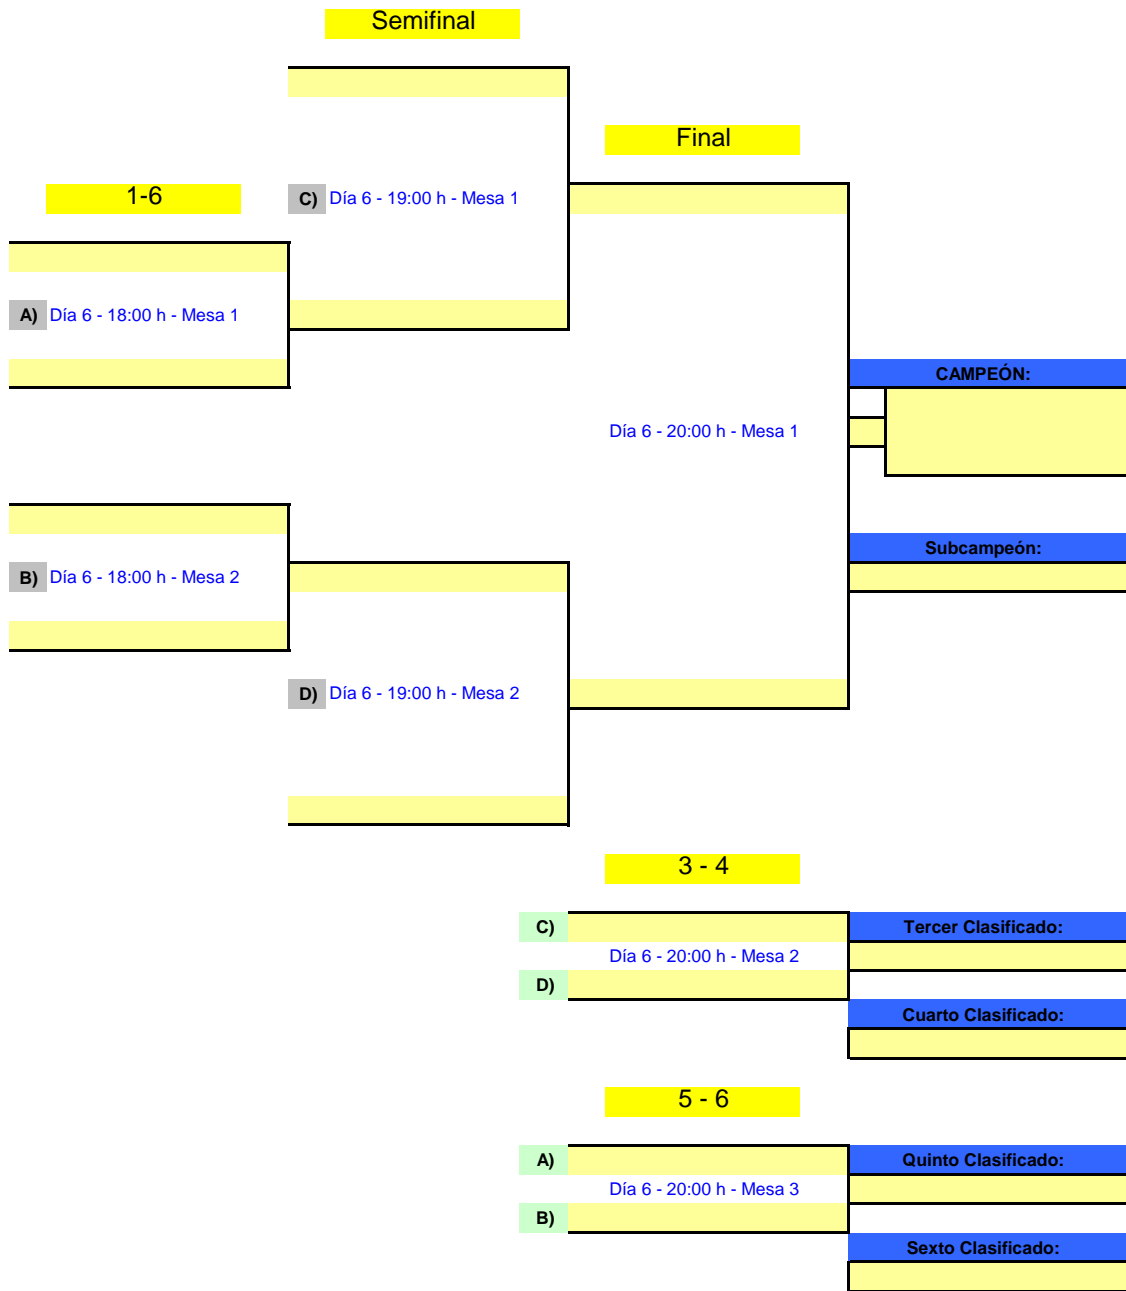 Semifinal
Final
1-6
C) Día 6 - 19:00 h - Mesa 1
A) Día 6 - 18:00 h - Mesa 1
CAMPEÓN:
Día 6 - 20:00 h - Mesa 1
Subcampeón:
B) Día 6 - 18:00 h - Mesa 2
D) Día 6 - 19:00 h - Mesa 2
3 - 4
C)
Tercer Clasificado:
Día 6 - 20:00 h - Mesa 2
D)
Cuarto Clasificado:
5 - 6
A)
Quinto Clasificado:
Día 6 - 20:00 h - Mesa 3
B)
Sexto Clasificado: